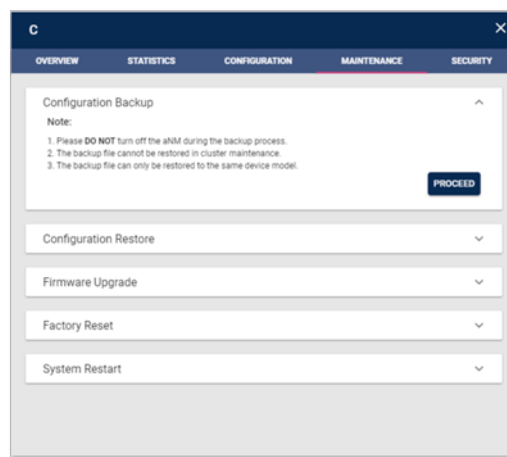 C
OVERVIEW STATISTICS CONFIGURATION MAINTENANCE SECURITY
Configuration Backup
Note:
1. Please DO NOT turn off the aNM during the backup process.
2. The backup file cannot be restored in cluster maintenance.
3. The backup file can only be restored to the same device model.
PROCEED
Configuration Restore
Firmware Upgrade
Factory Reset
System Restart